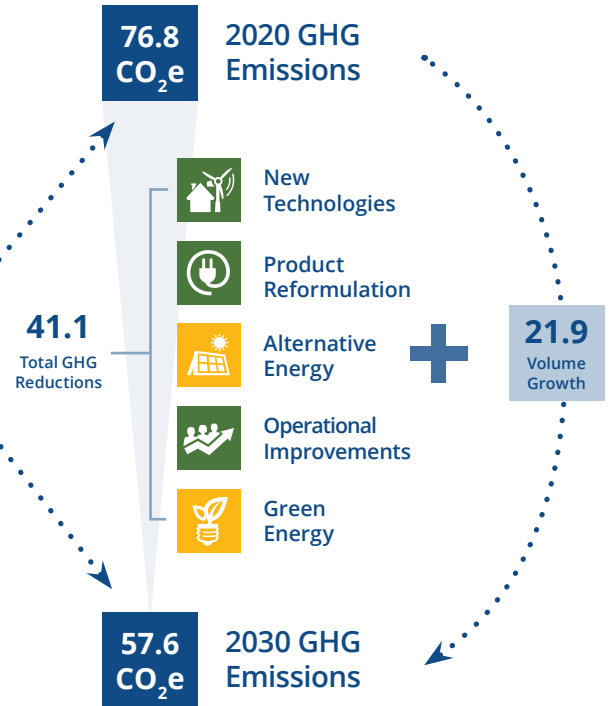 76.8
CO₂e
2020 GHG
Emissions
New
Technologies
Product
Reformulation
41.1
Total GHG
Reductions
Alternative
Energy
21.9
Volume
Growth
Operational
Improvements
Green
Energy
57.6
CO₂e
2030 GHG
Emissions